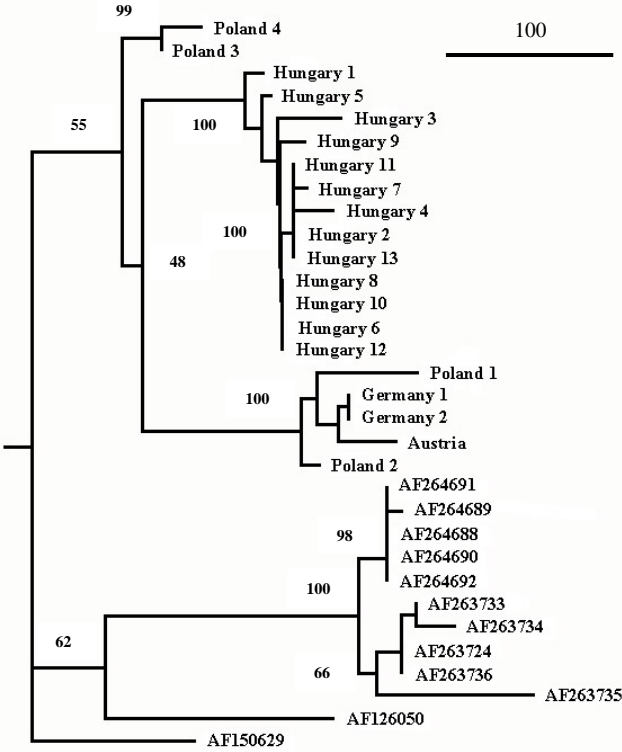 99
Poland 4
100
Poland 3
Hungary 1
Hungary 5
Hungary 3
55
100
Hungary 9
Hungary 11
Hungary 7
Hungary 4
100
Hungary 2
Hungary 13
48
Hungary 8
Hungary 10
Hungary 6
Hungary 12
Poland 1
100
Germany 1
Germany 2
Austria
Poland 2
AF264691
AF264689
98
AF264688
AF264690
AF264692
100
AF263733
AF263734
62
AF263724
66
AF263736
AF263735
AF126050
AF150629